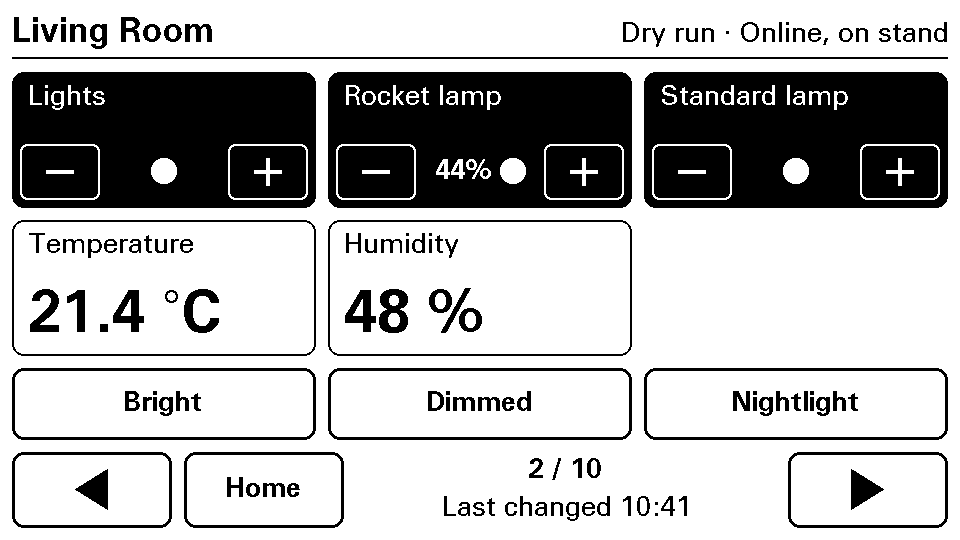 Living Room
Dry run · Online, on stand
Lights
Rocket lamp
Standard lamp
− +
− 44% +
− +
Temperature
Humidity
21.4 °C
48 %
Bright
Dimmed
Nightlight
Home
2 / 10
Last changed 10:41